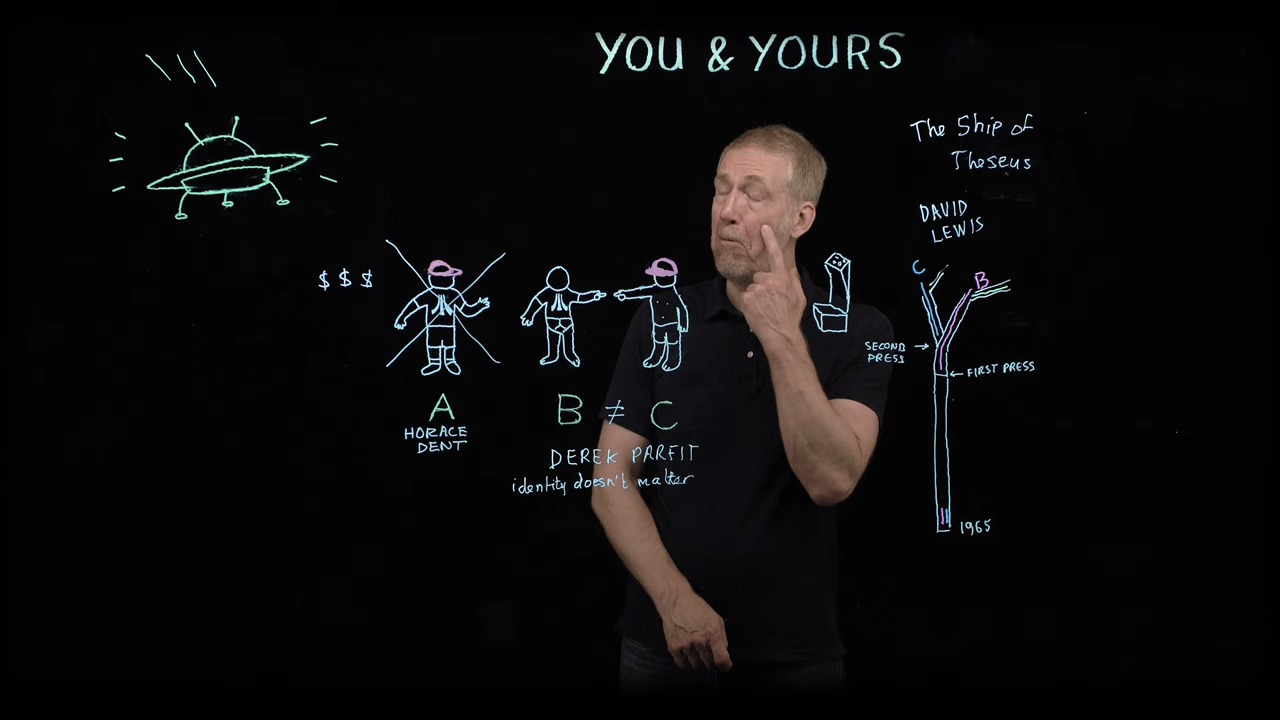 YOU & YOURS
The Ship of
Theseus
DAVID
LEWIS
C
B
$ $ $
SECOND
PRESS
FIRST PRESS
A
B ≠ C
HORACE
DENT
DEREK PARFIT
identity doesn't matter
1965